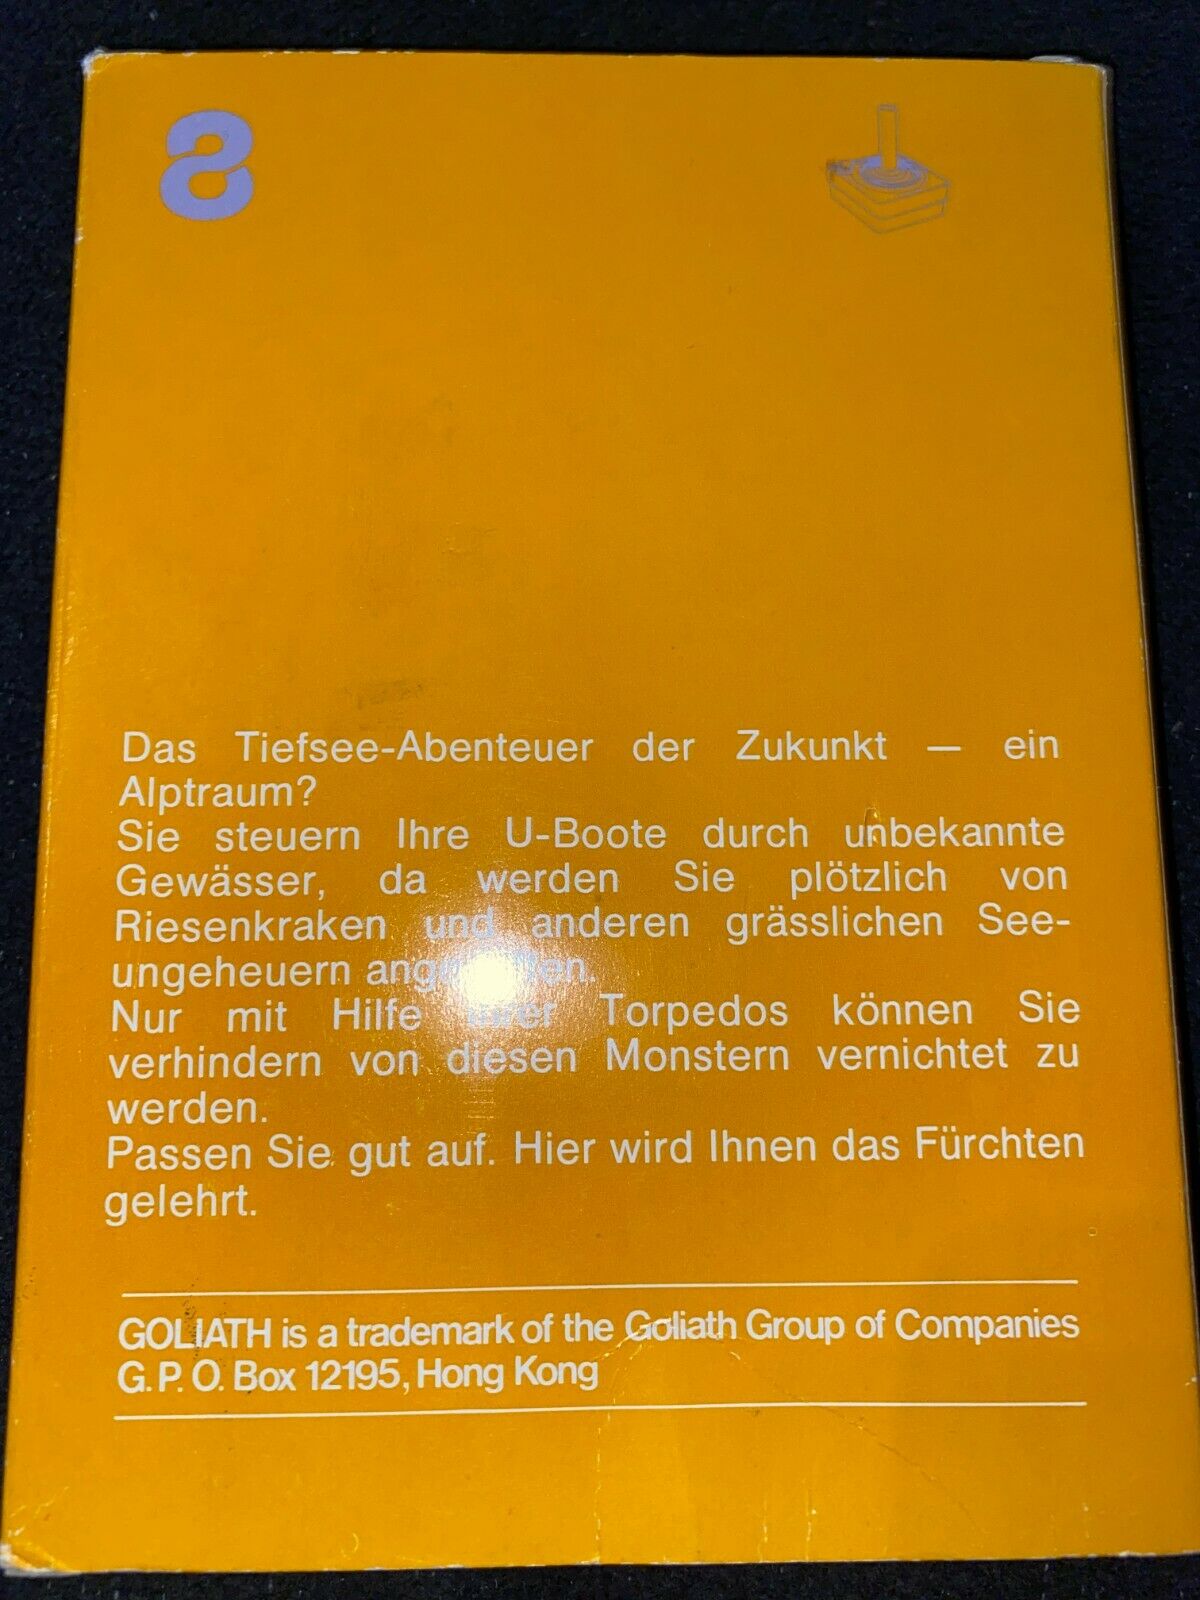 8
Das Tiefsee-Abenteuer der Zukunkt — ein
Alptraum?
Sie steuern Ihre U-Boote durch unbekannte
Gewässer, da werden Sie plötzlich von
Riesenkraken und anderen grässlichen See-
ungeheuern
Nur mit Hilfe Torpedos können Sie
verhindern von diesen Monstern vernichtet zu
werden.
Passen Sie gut auf. Hier wird Ihnen das Fürchten
gelehrt.
GOLIATH is a trademark of the Goliath Group of Companies
G.P.O. Box 12195, Hong Kong